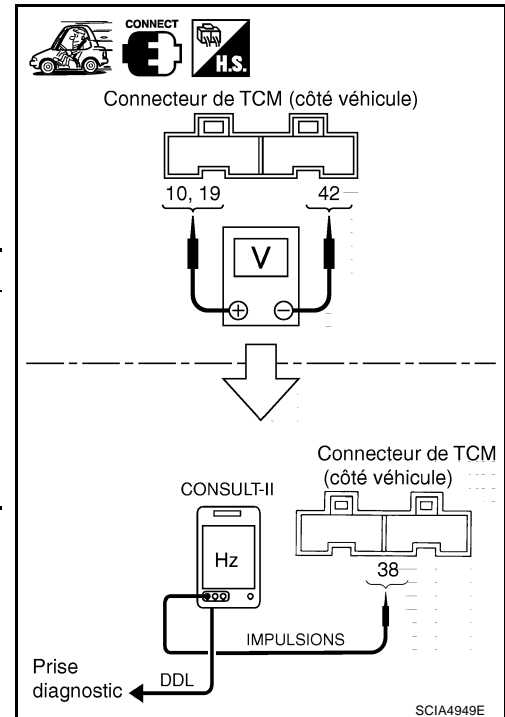 CONNECT
H.S.
Connecteur de TCM (côté véhicule)
10, 19 42
V
+ −
Connecteur de TCM
(côté véhicule)
CONSULT-II
Hz
38
IMPULSIONS
Prise
diagnostic
DDL
SCIA4949E